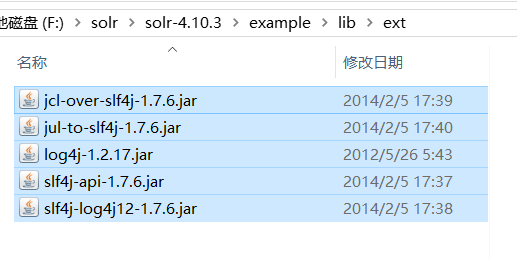 地磁盘 (F:) › solr › solr-4.10.3 › example › lib › ext
名称 修改日期
jcl-over-slf4j-1.7.6.jar 2014/2/5 17:39
jul-to-slf4j-1.7.6.jar 2014/2/5 17:40
log4j-1.2.17.jar 2012/5/26 5:43
slf4j-api-1.7.6.jar 2014/2/5 17:37
slf4j-log4j12-1.7.6.jar 2014/2/5 17:38